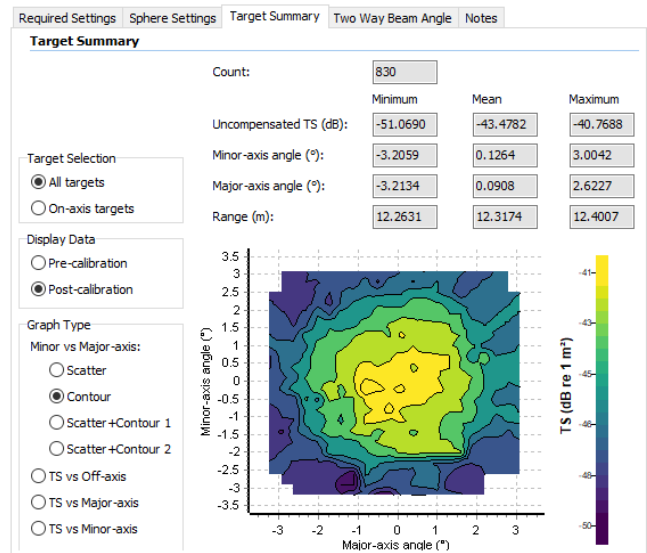 Required Settings Sphere Settings Target Summary Two Way Beam Angle Notes
Target Summary
Count: 830
Minimum Mean Maximum
Uncompensated TS (dB): -51.0690 -43.4782 -40.7688
Minor-axis angle (°): -3.2059 0.1264 3.0042
Major-axis angle (°): -3.2134 0.0908 2.6227
Range (m): 12.2631 12.3174 12.4007
Target Selection
All targets
On-axis targets
Display Data
Pre-calibration
Post-calibration
Graph Type
Minor vs Major-axis:
Scatter
Contour
Scatter+Contour 1
Scatter+Contour 2
TS vs Off-axis
TS vs Major-axis
TS vs Minor-axis
Minor-axis angle (°)
3.5
3
2.5
2
1.5
1
0.5
0
-0.5
-1
-1.5
-2
-2.5
-3
-3.5
-3 -2 -1 0 1 2 3
Major-axis angle (°)
TS (dB re 1 m²)
-41
-43
-45
-46
-48
-50